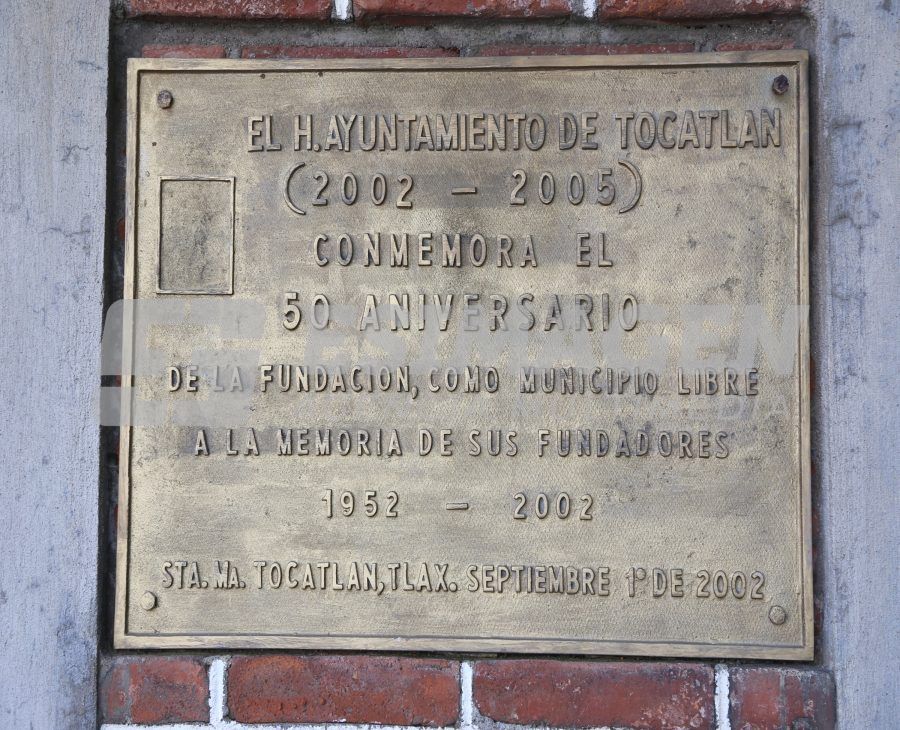 EL H. AYUNTAMIENTO DE TOCATLAN
(2002 - 2005)
CONMEMORA EL
50 ANIVERSARIO
DE LA FUNDACION, COMO MUNICIPIO LIBRE
A LA MEMORIA DE SUS FUNDADORES
1952 - 2002
STA. MA. TOCATLAN, TLAX. SEPTIEMBRE 1º DE 2002
ESIMAGEN